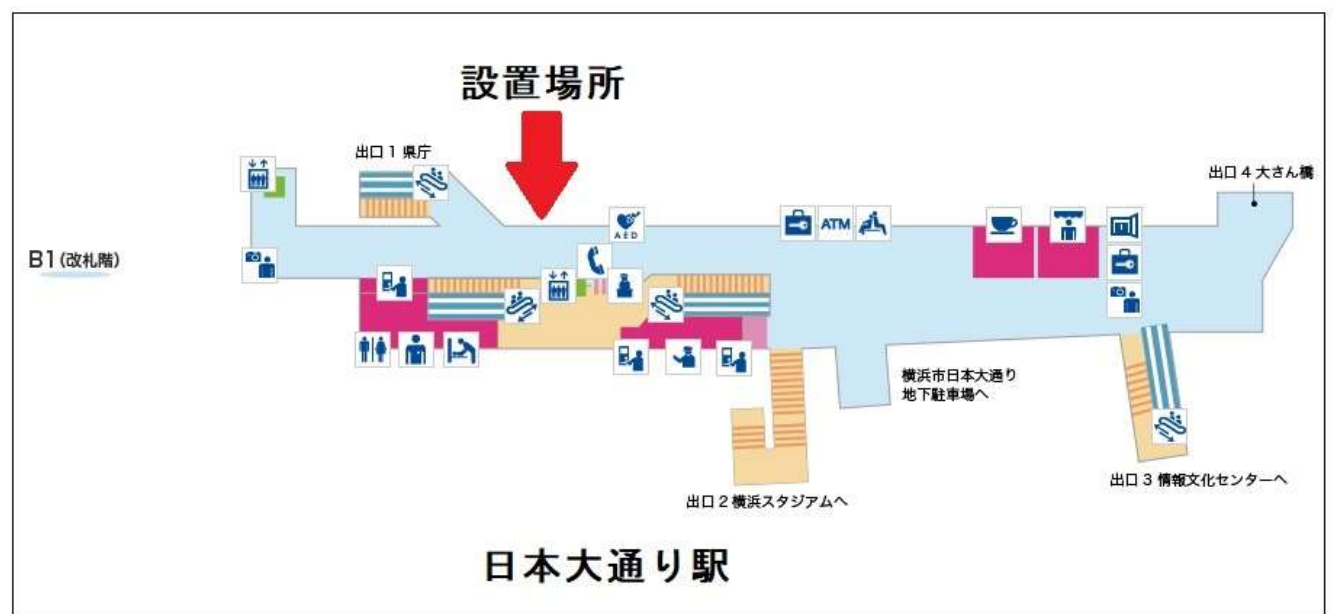 設置場所
出口1 県庁
出口4 大さん橋
AED
ATM
B1(改札階)
横浜市日本大通り
地下駐車場へ
出口3 情報文化センターへ
出口2 横浜スタジアムへ
日本大通り駅